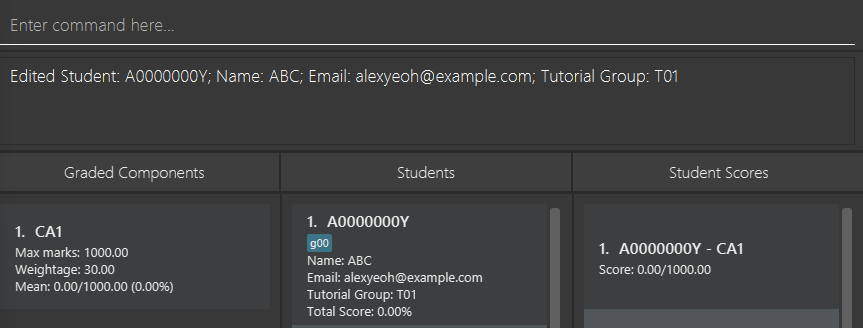 Enter command here...
Edited Student: A0000000Y; Name: ABC; Email: alexyeoh@example.com; Tutorial Group: T01
Graded Components
Students
Student Scores
1. CA1
Max marks: 1000.00
Weightage: 30.00
Mean: 0.00/1000.00 (0.00%)
1. A0000000Y
g00
Name: ABC
Email: alexyeoh@example.com
Tutorial Group: T01
Total Score: 0.00%
1. A0000000Y - CA1
Score: 0.00/1000.00